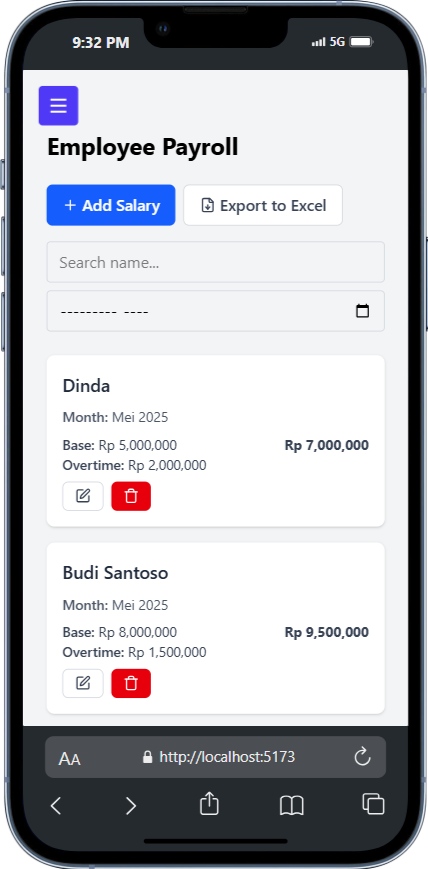 9:32 PM
5G
Employee Payroll
+ Add Salary
Export to Excel
Search name...
--------- ----
Dinda
Month: Mei 2025
Base: Rp 5,000,000
Rp 7,000,000
Overtime: Rp 2,000,000
Budi Santoso
Month: Mei 2025
Base: Rp 8,000,000
Rp 9,500,000
Overtime: Rp 1,500,000
AA
http://localhost:5173